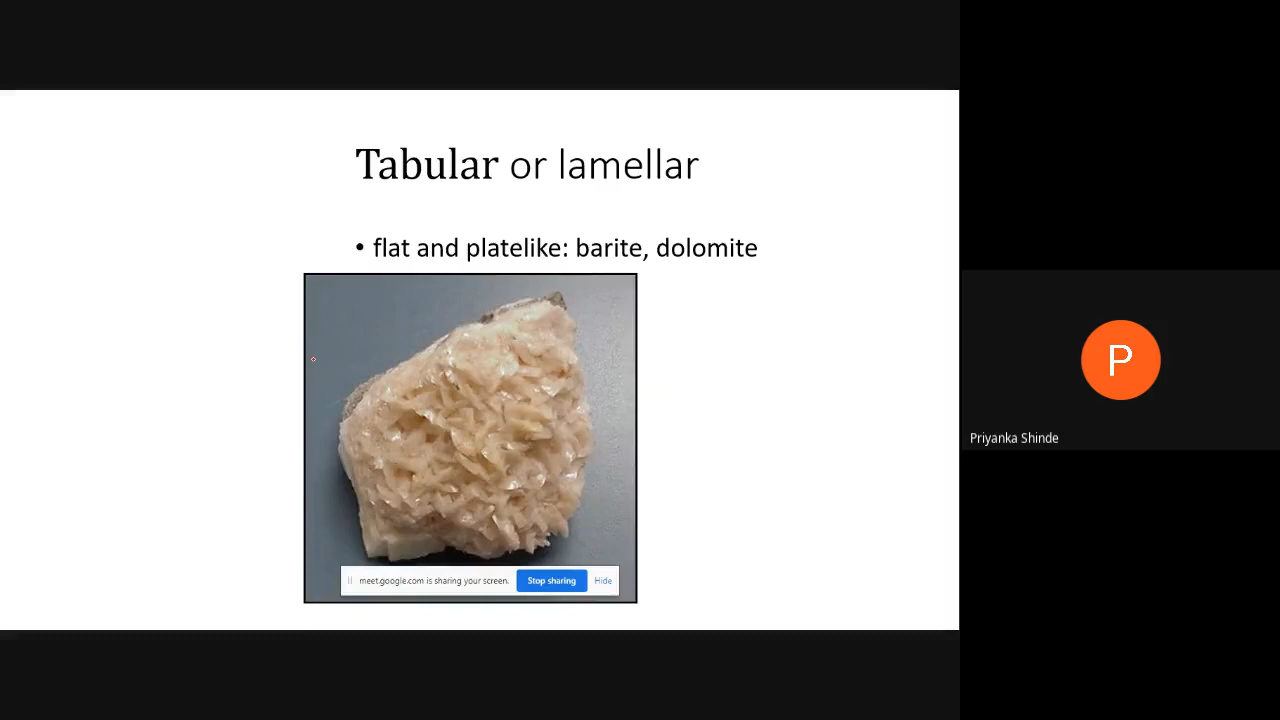 Tabular or lamellar
• flat and platelike: barite, dolomite
meet.google.com is sharing your screen. Stop sharing Hide
P
Priyanka Shinde